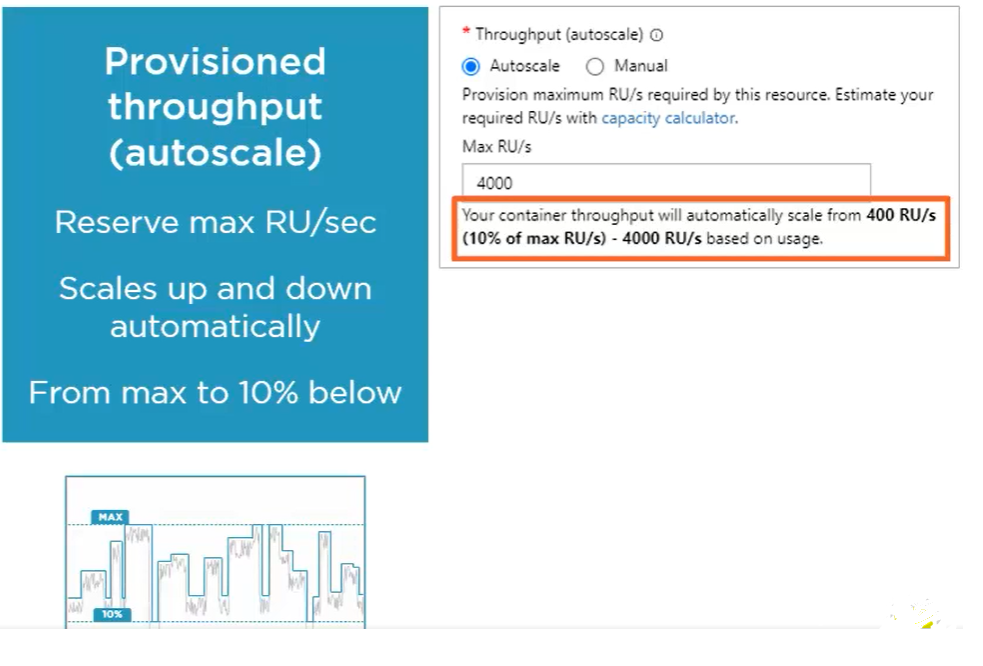 Provisioned
throughput
(autoscale)
Reserve max RU/sec
Scales up and down
automatically
From max to 10% below
* Throughput (autoscale)
Autoscale Manual
Provision maximum RU/s required by this resource. Estimate your
required RU/s with capacity calculator.
Max RU/s
4000
Your container throughput will automatically scale from 400 RU/s
(10% of max RU/s) - 4000 RU/s based on usage.
MAX
10%